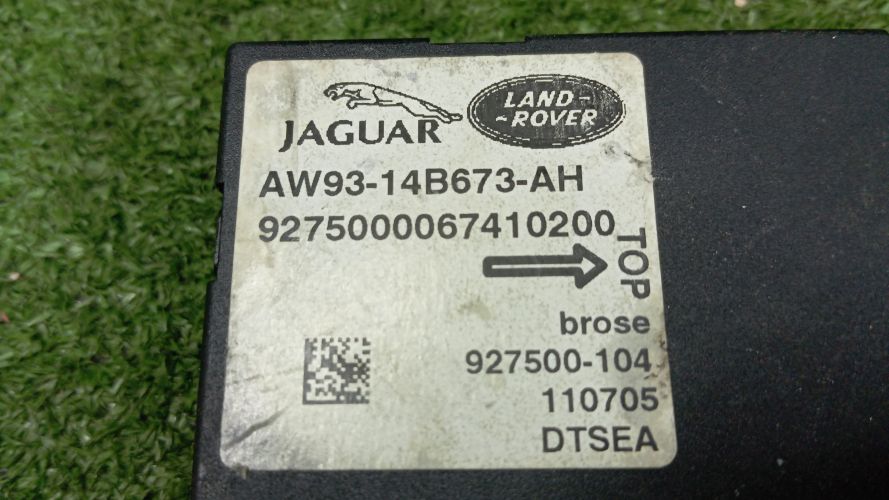 JAGUAR
LAND-
-ROVER
AW93-14B673-AH
9275000067410200
TOP
brose
927500-104
110705
DTSEA